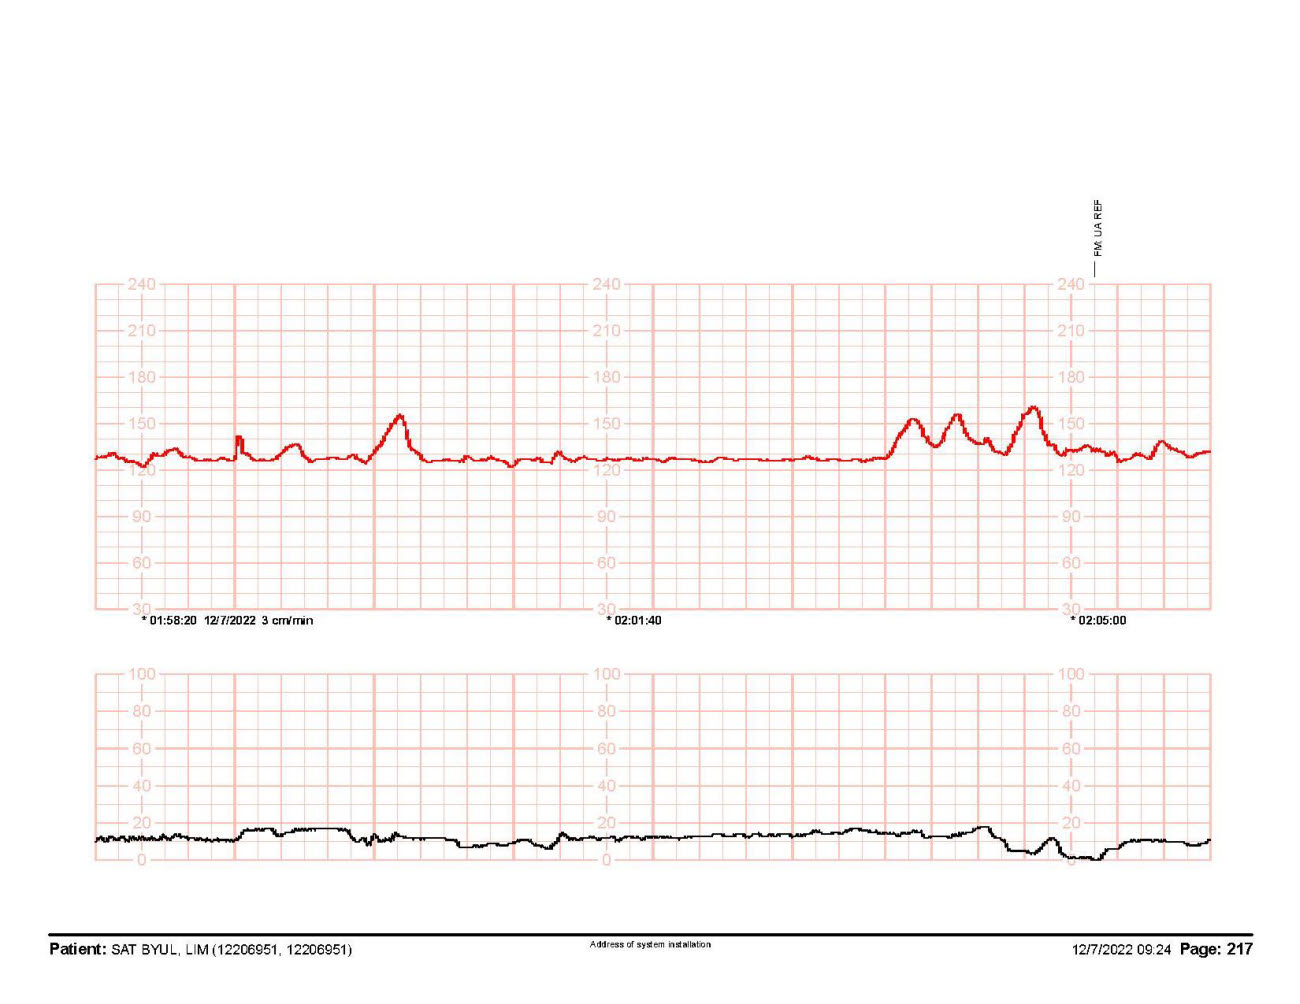 FM: UA REF
240 240 240
210 210 210
180 180 180
150 150 150
120 120 120
90 90 90
60 60 60
30 30 30
* 01:58:20 12/7/2022 3 cm/min * 02:01:40 * 02:05:00
100 100 100
80 80 80
60 60 60
40 40 40
20 20 20
0 0 0
Patient: SAT BYUL, LIM (12206951, 12206951) Address of system installation 12/7/2022 09:24 Page: 217